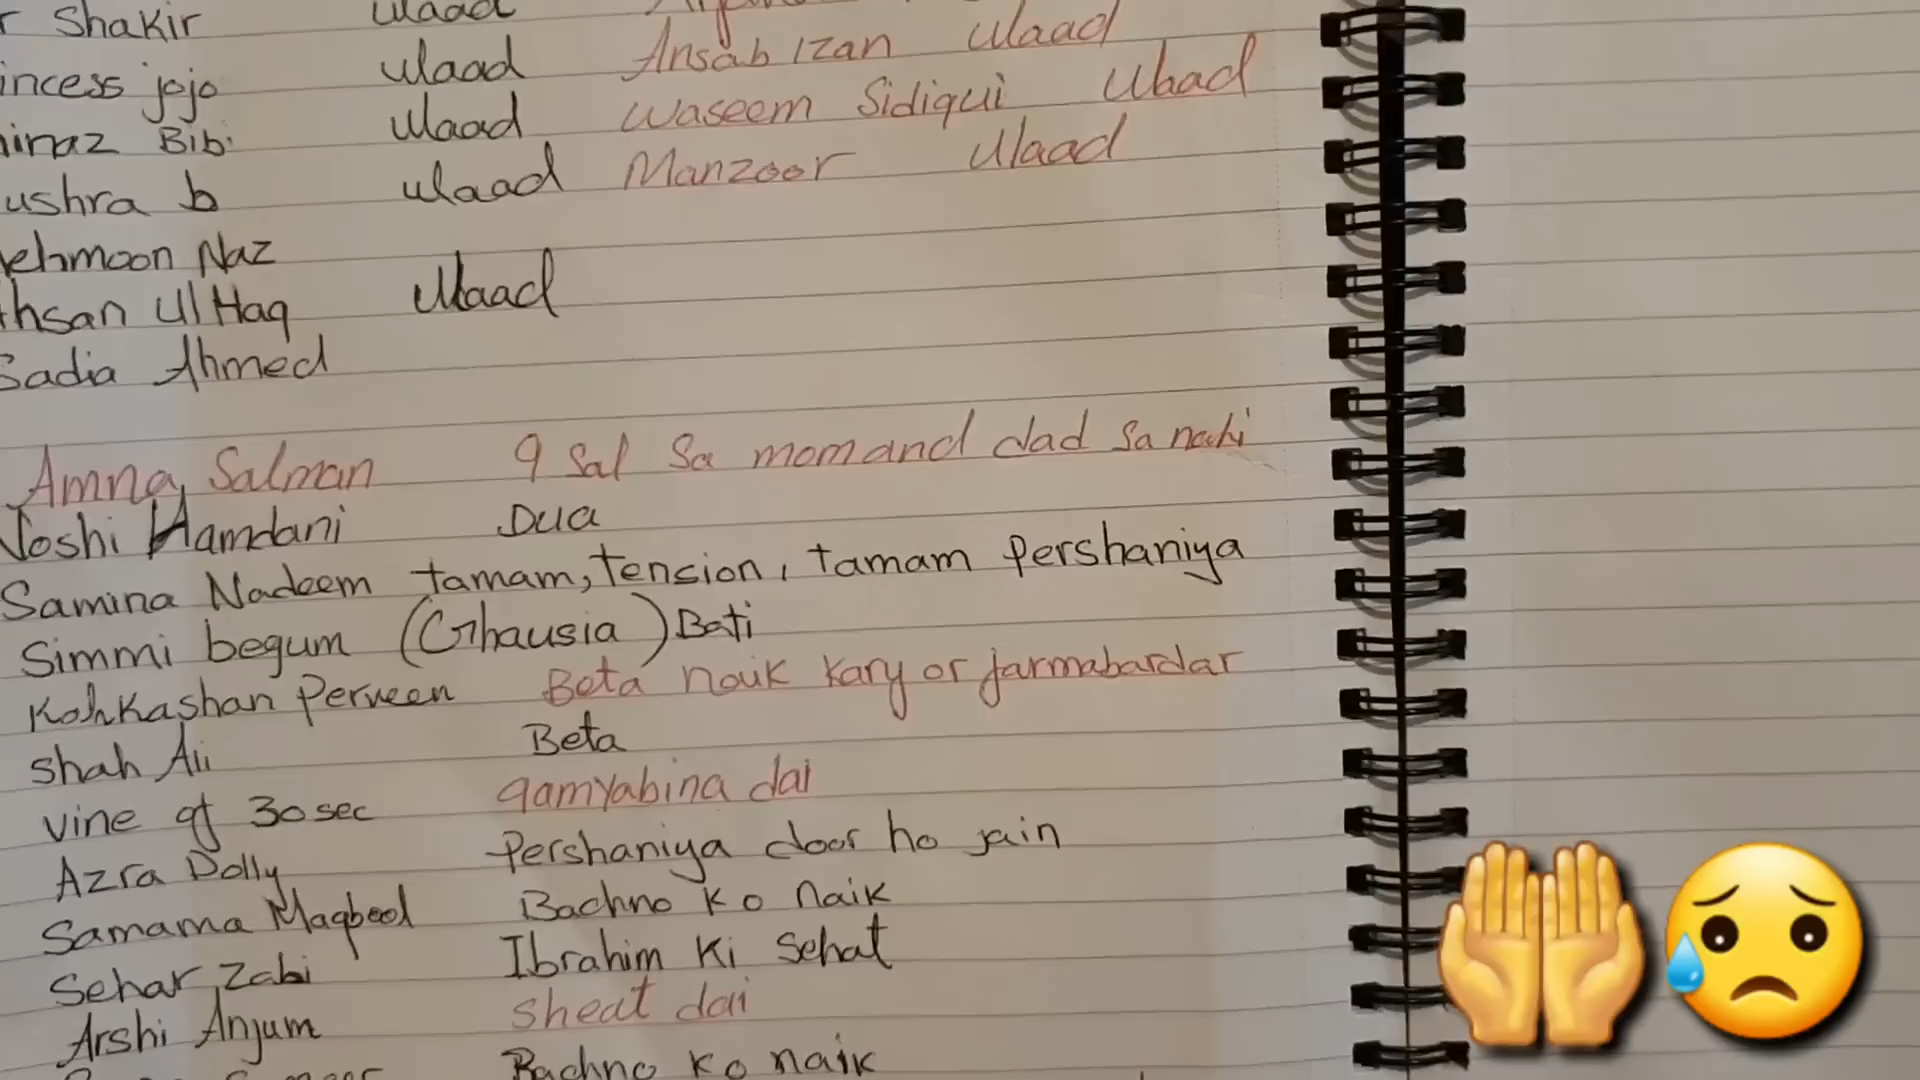 Shakir ulaad
incess jojo ulaad Ansab Izan ulaad
inaz Bibi ulaad Waseem Sidiqui ulaad
ushra b ulaad Manzoor ulaad
ehmoon Naz
hsan Ul Haq ulaad
Sadia Ahmed
Amna Salman 9 Sal Sa mom and dad Sa nahi
Noshi Hamdani Dua
Samina Nadeem tamam, tension, tamam pershaniya
Simmi begum (Ghausia) Beti
Kohkashan Perveen Beta naik kary or farmabardar
Shah Ali Beta
Vine of 30 sec qamyabina dai
Azra Dolly Pershaniya door ho jain
Samama Maqbool Bachno Ko Naik
Sehar Zabi Ibrahim Ki Sehat
Arshi Anjum sheat dai
Bachno Ko naik